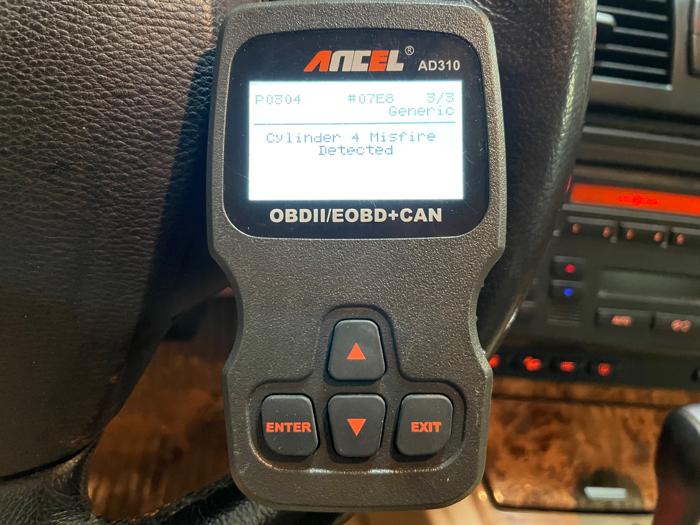 ANCEL®
AD310
P0304 #07E8 3/3
Generic
Cylinder 4 Misfire
Detected
OBDII/EOBD+CAN
ENTER
EXIT